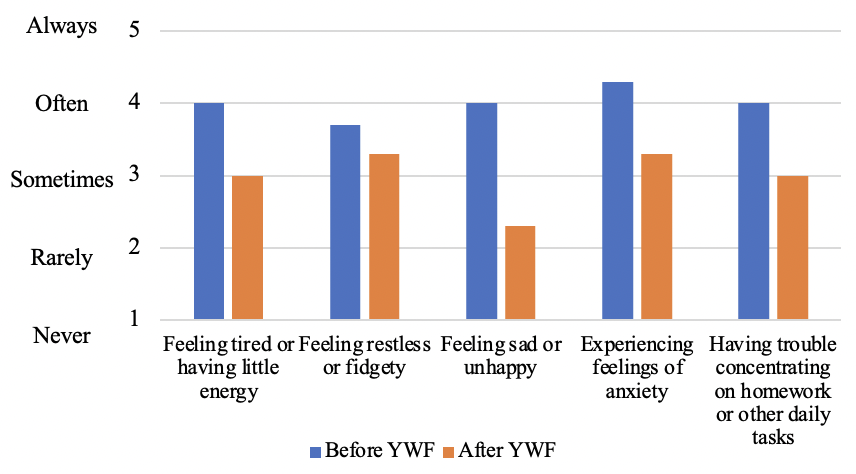 Always 5
Often 4
Sometimes 3
Rarely 2
Never 1
Feeling tired or having little energy
Feeling restless or fidgety
Feeling sad or unhappy
Experiencing feelings of anxiety
Having trouble concentrating on homework or other daily tasks
Before YWF After YWF